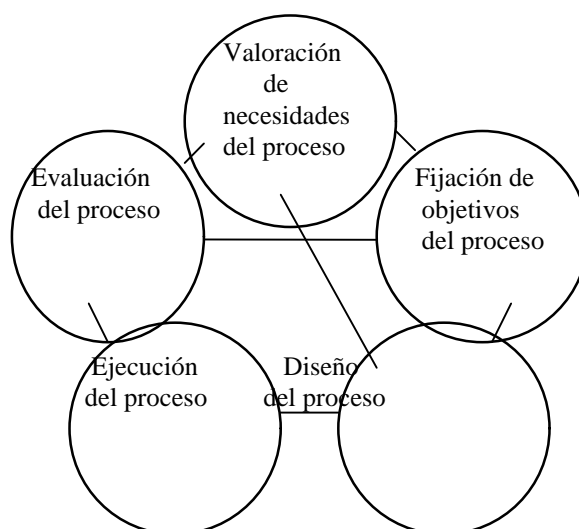 Valoración
de
necesidades
del proceso
Evaluación
del proceso
Fijación de
objetivos
del proceso
Ejecución
del proceso
Diseño
del proceso